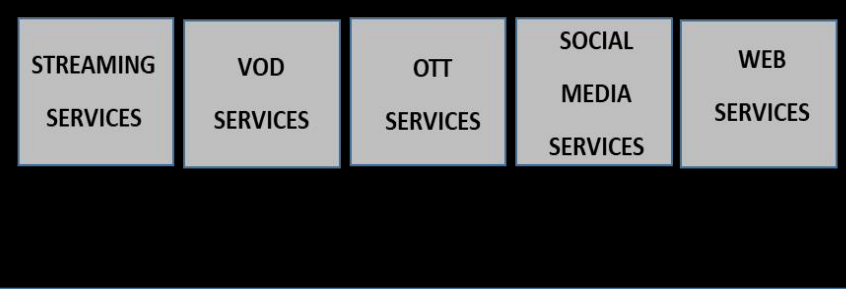 STREAMING
SERVICES
VOD
SERVICES
OTT
SERVICES
SOCIAL
MEDIA
SERVICES
WEB
SERVICES